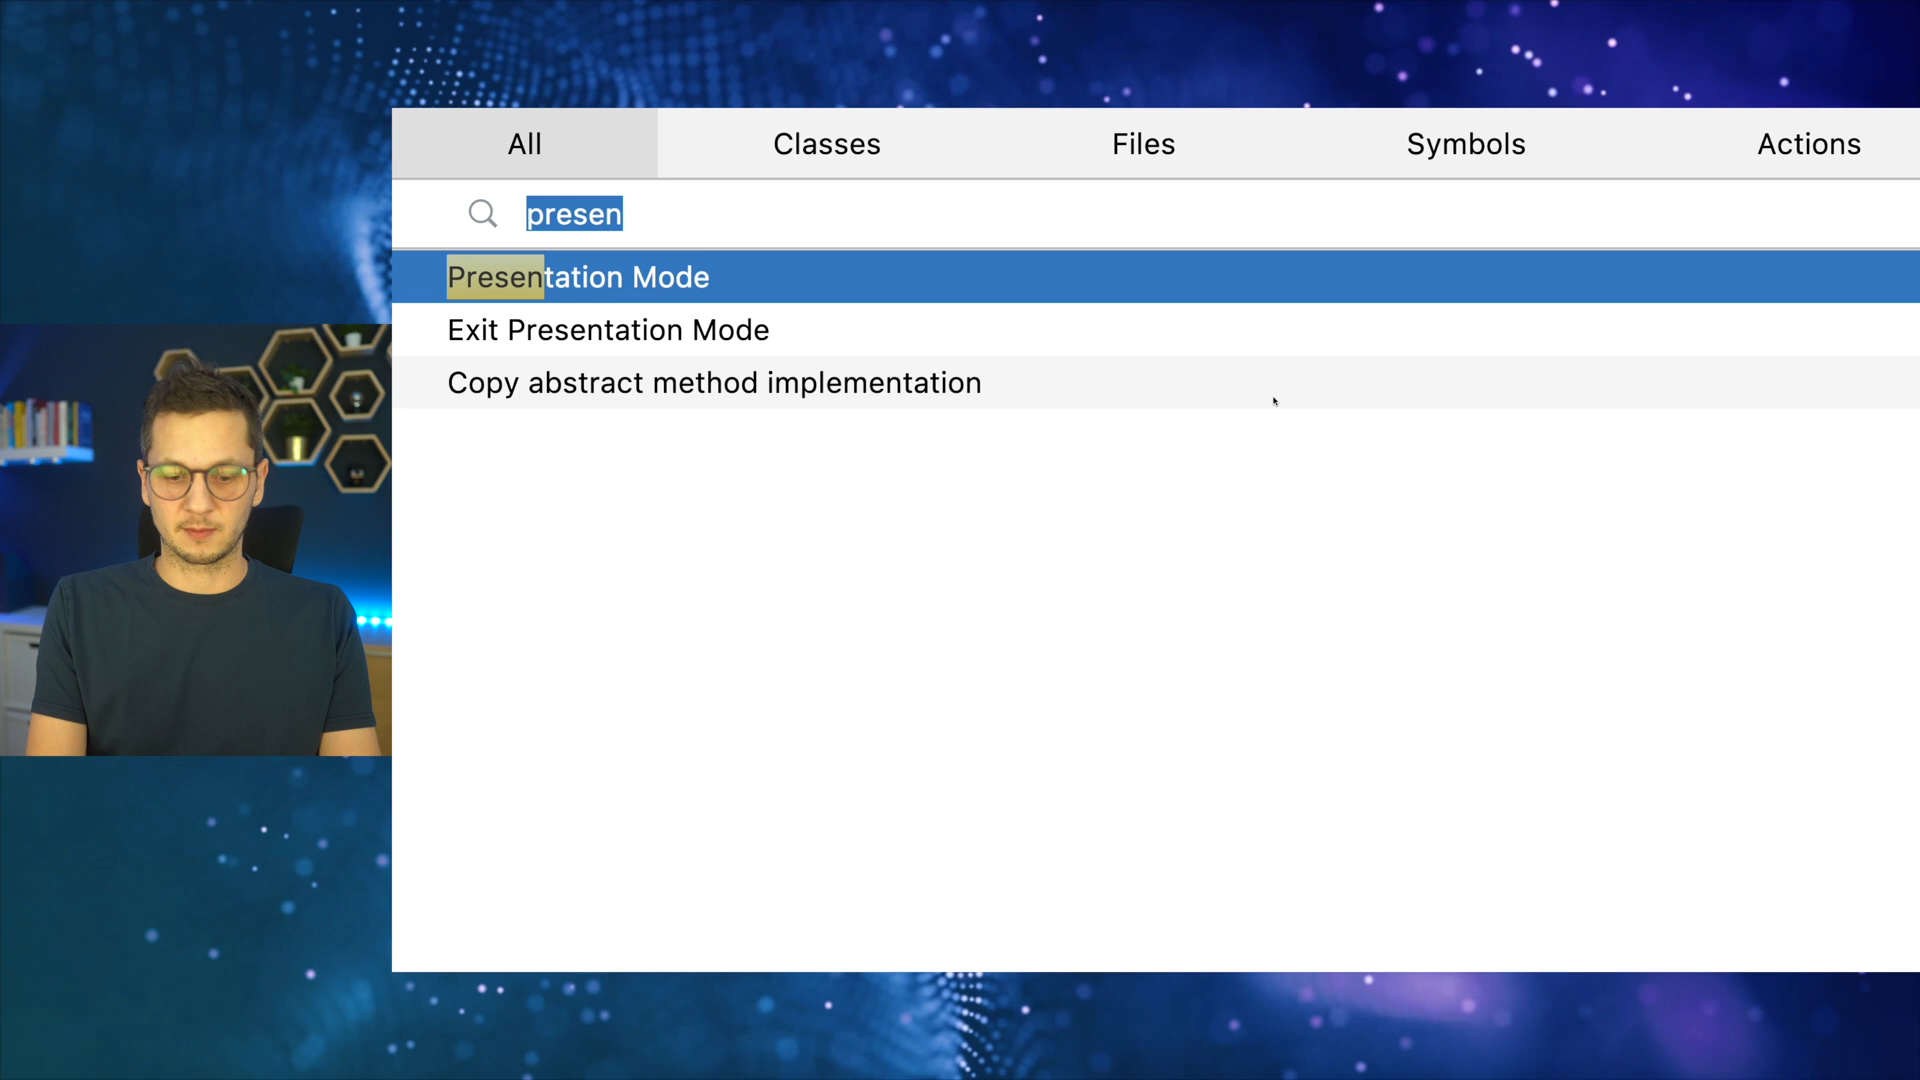 All Classes Files Symbols Actions
presen
Presentation Mode
Exit Presentation Mode
Copy abstract method implementation